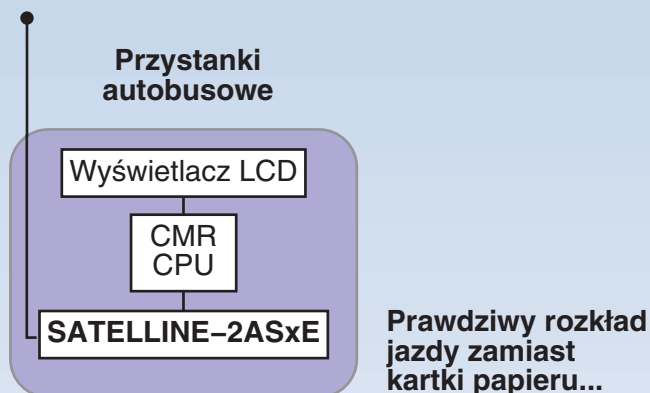 Przystanki
autobusowe
Wyświetlacz LCD
CMR
CPU
SATELLINE–2ASxE
Prawdziwy rozkład
jazdy zamiast
kartki papieru...